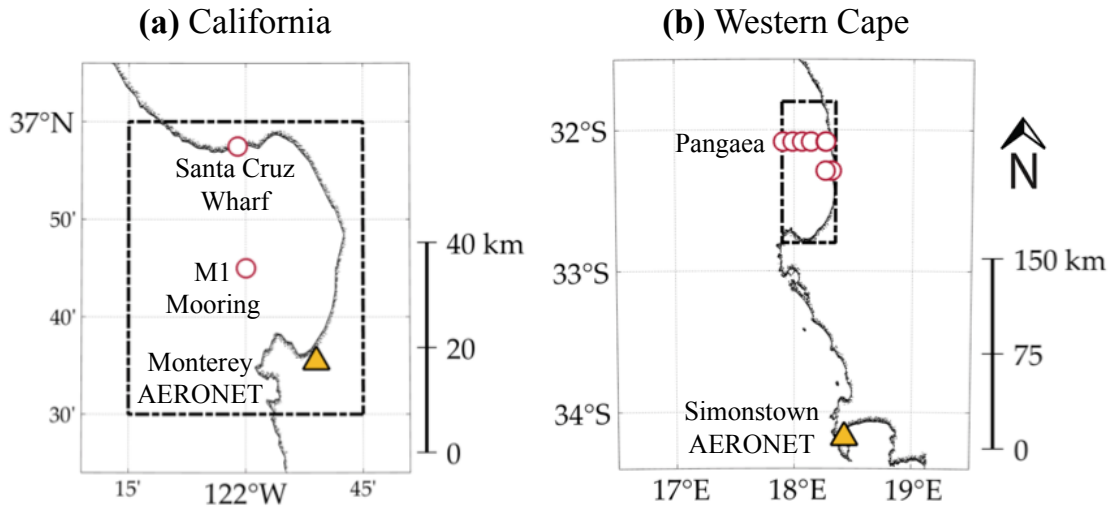 (a) California
37°N
50'
40'
30'
15'
122°W
45'
Santa Cruz
Wharf
M1
Mooring
Monterey
AERONET
40 km
20
0
(b) Western Cape
32°S
33°S
34°S
17°E
18°E
19°E
Pangaea
Simonstown
AERONET
150 km
75
0
N